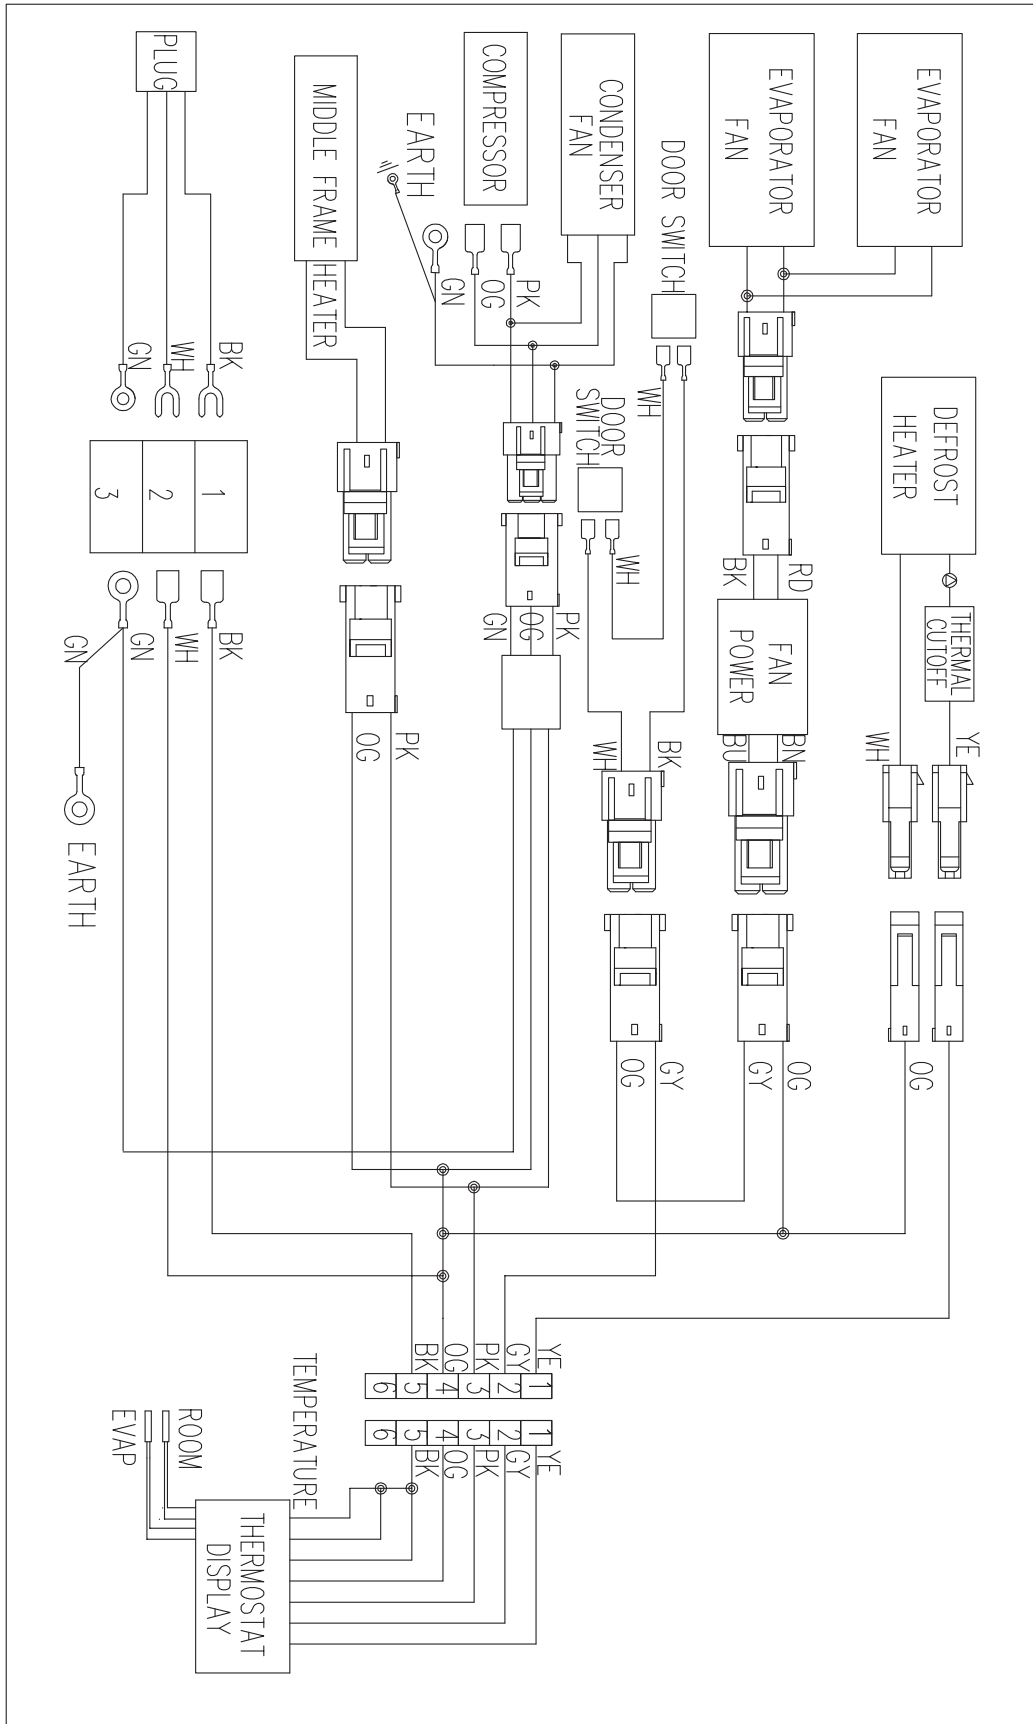 PLUG
GN
WH
BK
3
2
1
GN
GN
WH
BK
EARTH
MIDDLE FRAME HEATER
OG
PK
EARTH
COMPRESSOR
GN
OG
PK
CONDENSER
FAN
GN
OG
PK
DOOR SWITCH
WH
DOOR
SWITCH
WH
WH
BK
OG
GY
EVAPORATOR
FAN
BK
RD
FAN
POWER
BU
BN
GY
OG
EVAPORATOR
FAN
DEFROST
HEATER
THERMAL
CUTOFF
WH
YE
OG
BK
OG
PK
GY
YE
6
5
4
3
2
1
6
5
4
3
2
1
BK
OG
PK
GY
YE
TEMPERATURE
ROOM
EVAP
THERMOSTAT
DISPLAY